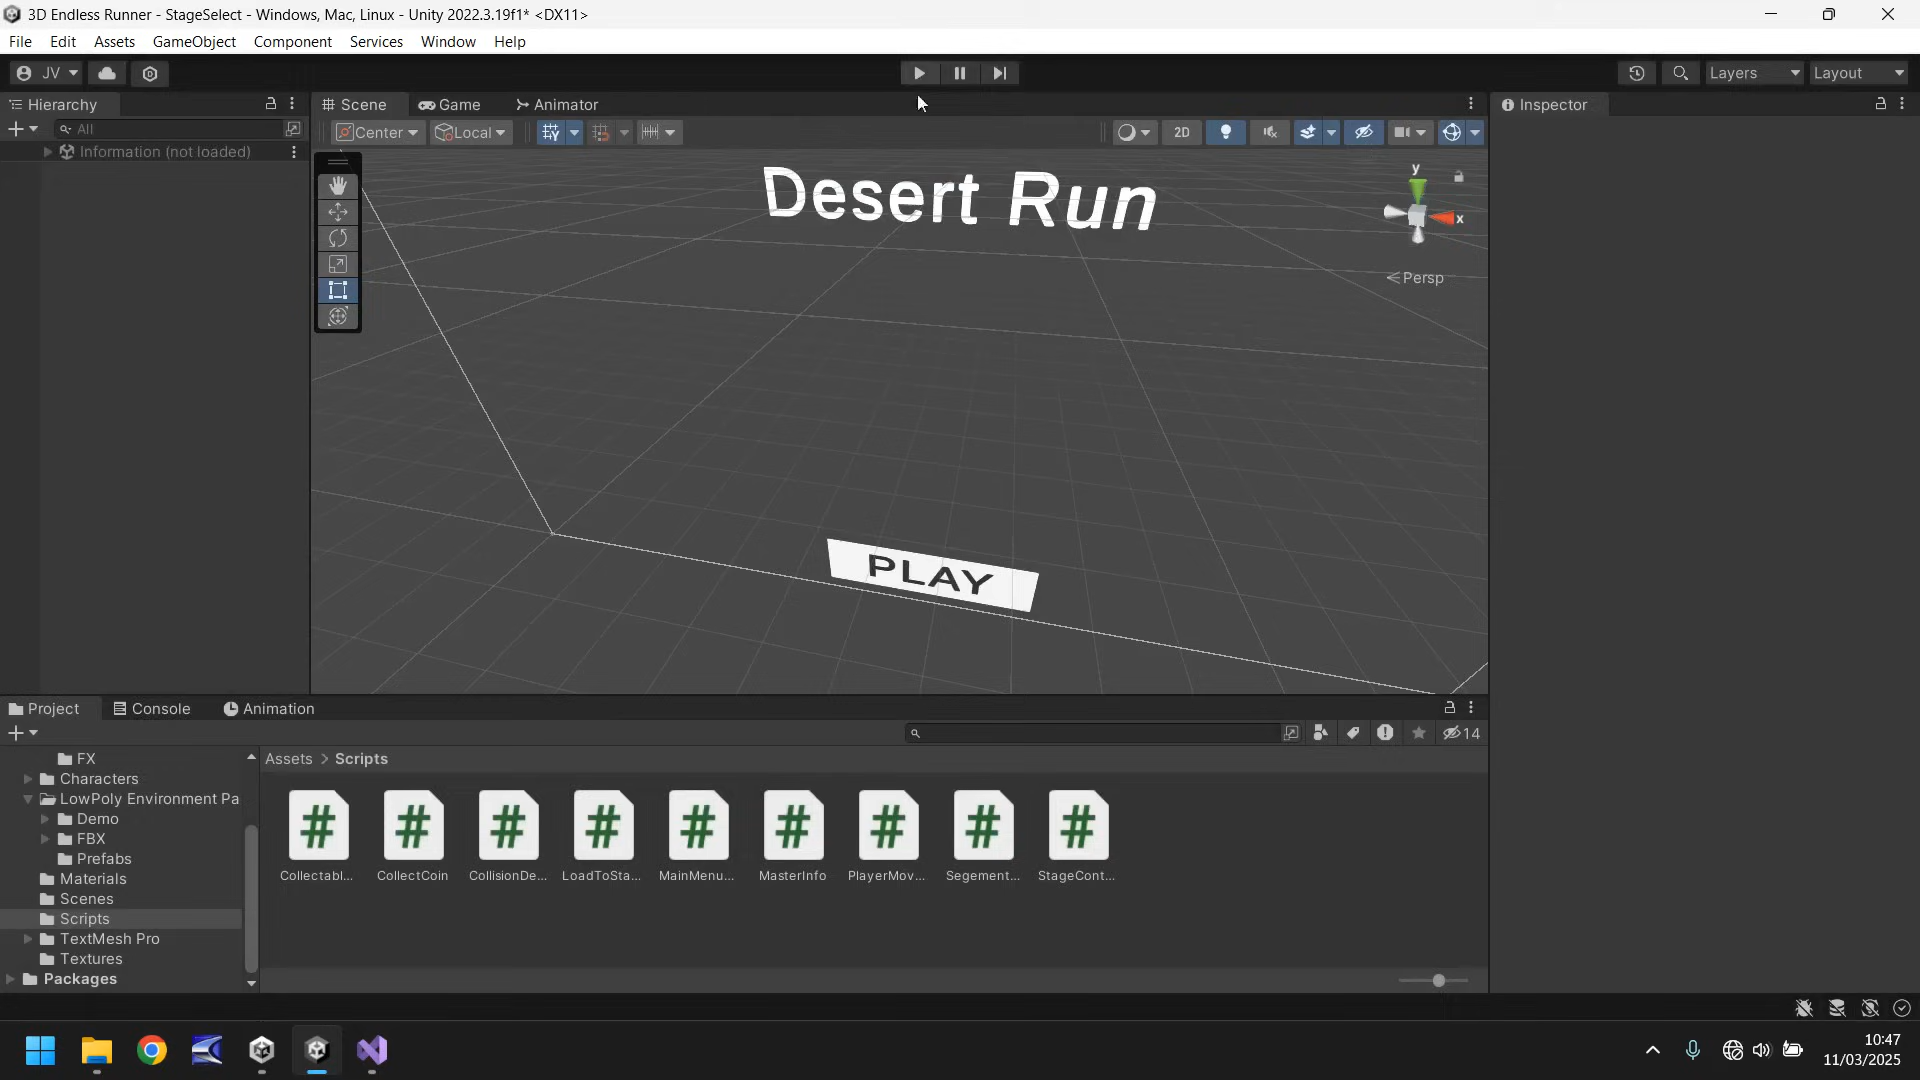 3D Endless Runner - StageSelect - Windows, Mac, Linux - Unity 2022.3.19f1* <DX11>
File Edit Assets GameObject Component Services Window Help
JV Layers Layout
Hierarchy Scene Game Animator Inspector
All Center Local 2D
Information (not loaded)
Desert Run
y
x
Persp
PLAY
Project Console Animation
14
FX
Assets > Scripts
Characters
LowPoly Environment Pa
Demo
FBX
Prefabs
Materials
Scenes
Scripts
TextMesh Pro
Textures
Packages
Collectabl... CollectCoin CollisionDe... LoadToSta... MainMenu... MasterInfo PlayerMov... Segement... StageCont...
10:47
11/03/2025